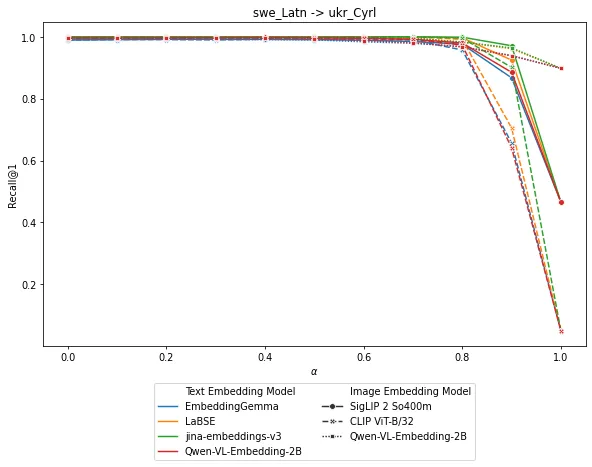 swe_Latn -> ukr_Cyrl
Recall@1
1.0
0.8
0.6
0.4
0.2
0.0 0.2 0.4 0.6 0.8 1.0
α
Text Embedding Model Image Embedding Model
EmbeddingGemma SigLIP 2 So400m
LaBSE CLIP ViT-B/32
jina-embeddings-v3 Qwen-VL-Embedding-2B
Qwen-VL-Embedding-2B